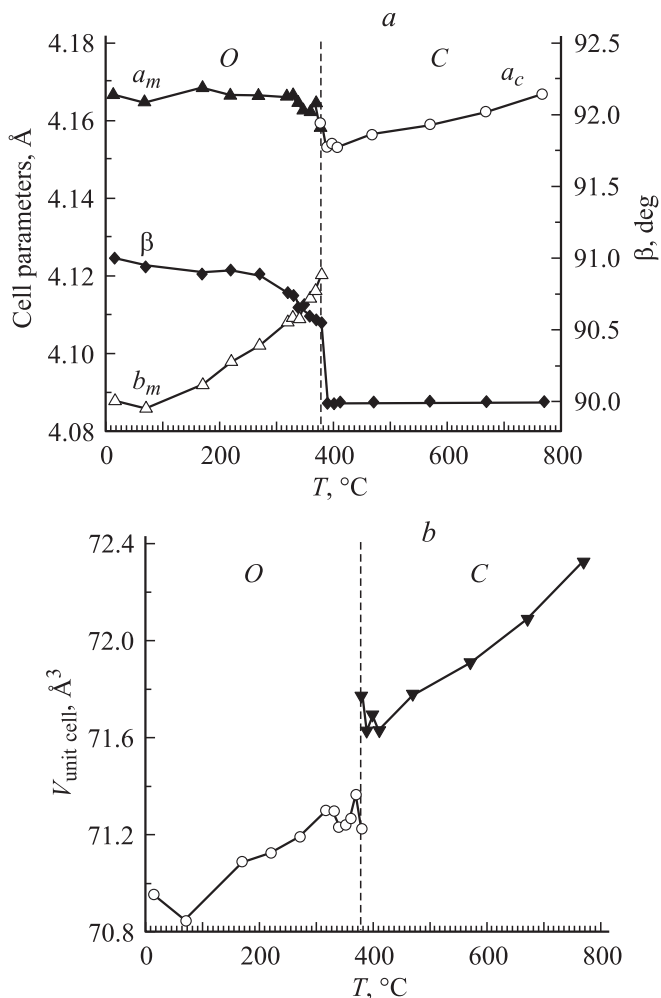 a
4.18
4.16
4.14
4.12
4.10
4.08
Cell parameters, Å
O
C
a_m
a_c
β
b_m
92.5
92.0
91.5
91.0
90.5
90.0
β, deg
0 200 400 600 800
T, °C
b
72.4
72.0
71.6
71.2
70.8
V_unit cell, Å³
O
C
0 200 400 600 800
T, °C